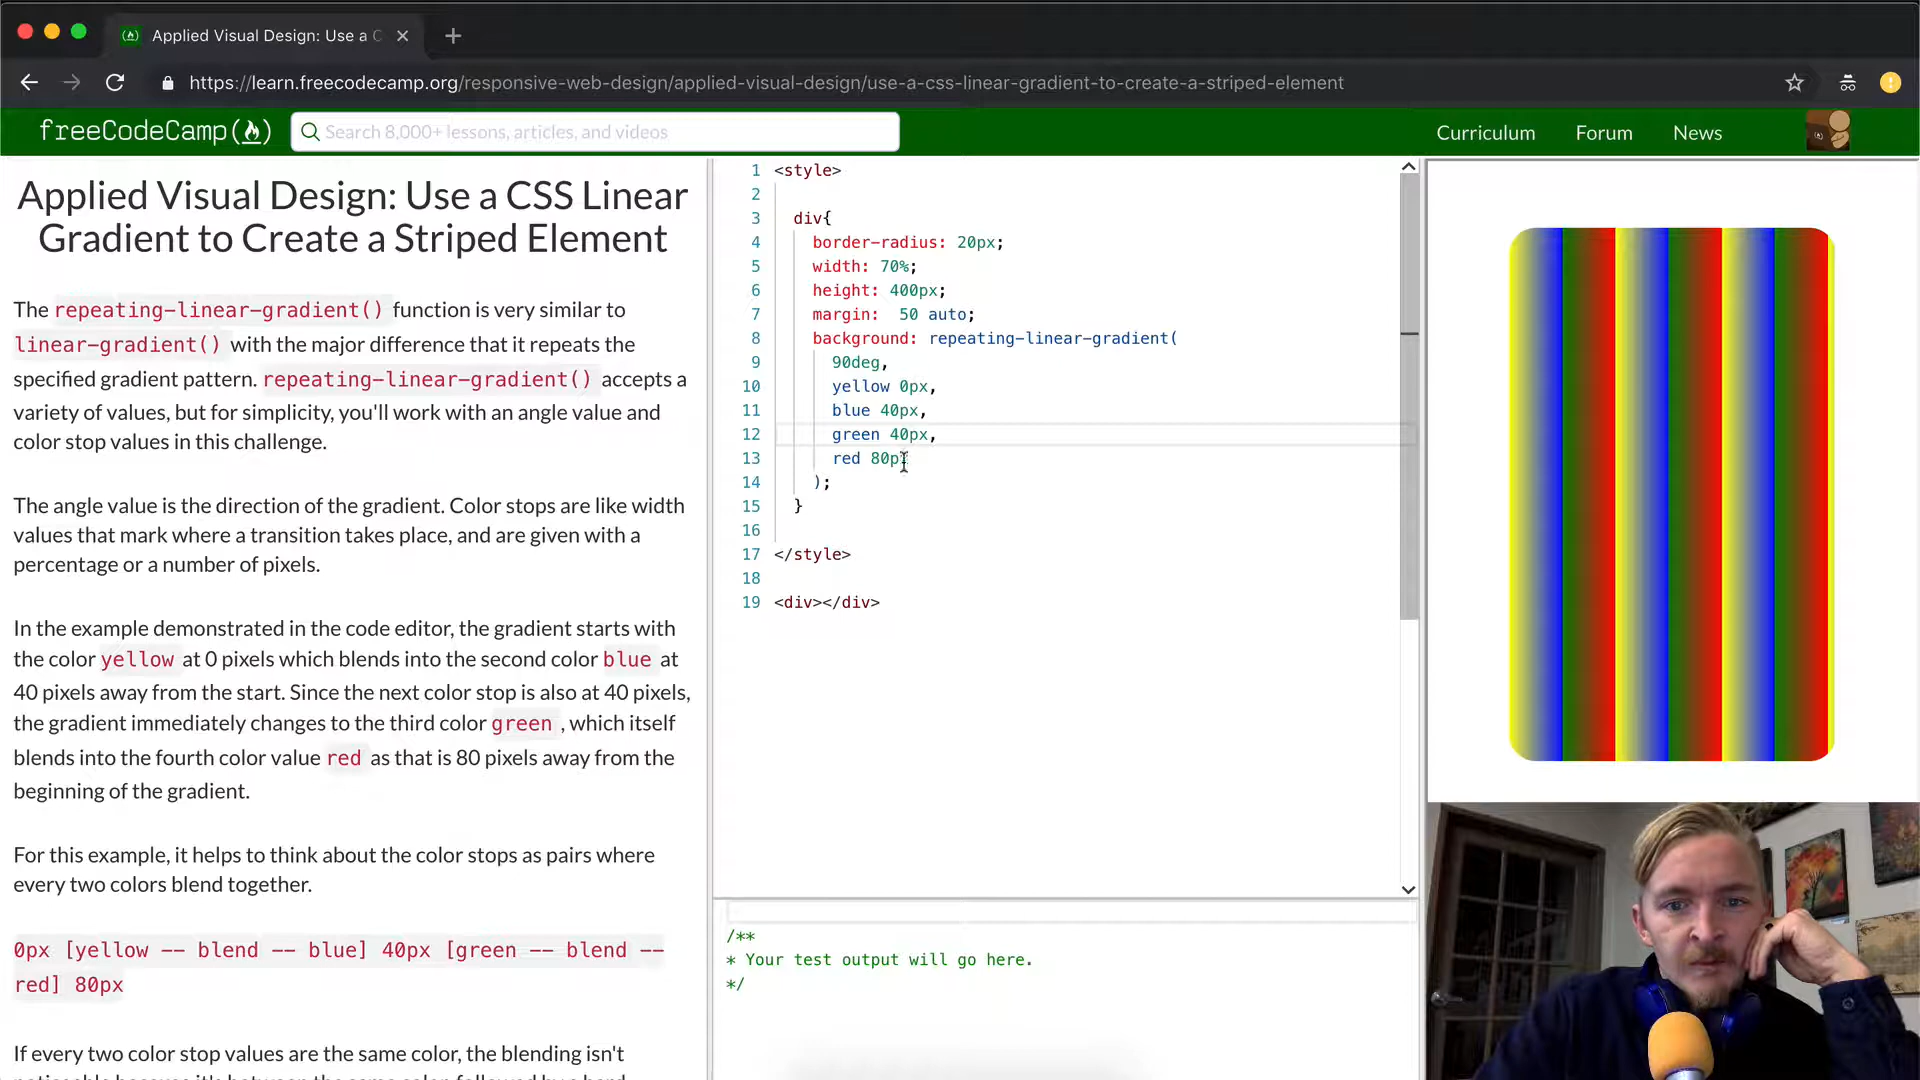 Applied Visual Design: Use a C
https://learn.freecodecamp.org/responsive-web-design/applied-visual-design/use-a-css-linear-gradient-to-create-a-striped-element
freeCodeCamp(🔥)
Search 8,000+ lessons, articles, and videos
Curriculum
Forum
News
Applied Visual Design: Use a CSS Linear
Gradient to Create a Striped Element
The repeating-linear-gradient() function is very similar to
linear-gradient() with the major difference that it repeats the
specified gradient pattern. repeating-linear-gradient() accepts a
variety of values, but for simplicity, you'll work with an angle value and
color stop values in this challenge.
The angle value is the direction of the gradient. Color stops are like width
values that mark where a transition takes place, and are given with a
percentage or a number of pixels.
In the example demonstrated in the code editor, the gradient starts with
the color yellow at 0 pixels which blends into the second color blue at
40 pixels away from the start. Since the next color stop is also at 40 pixels,
the gradient immediately changes to the third color green , which itself
blends into the fourth color value red as that is 80 pixels away from the
beginning of the gradient.
For this example, it helps to think about the color stops as pairs where
every two colors blend together.
0px [yellow -- blend -- blue] 40px [green -- blend --
red] 80px
If every two color stop values are the same color, the blending isn't
1 <style>
2
3 div{
4 border-radius: 20px;
5 width: 70%;
6 height: 400px;
7 margin:  50 auto;
8 background: repeating-linear-gradient(
9 90deg,
10 yellow 0px,
11 blue 40px,
12 green 40px,
13 red 80p
14 );
15 }
16
17 </style>
18
19 <div></div>
/**
* Your test output will go here.
*/